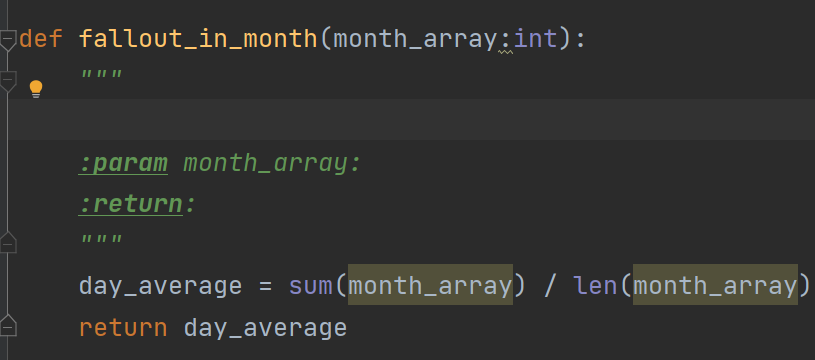 def fallout_in_month(month_array:int):
"""
:param month_array:
:return:
"""
day_average = sum(month_array) / len(month_array)
return day_average